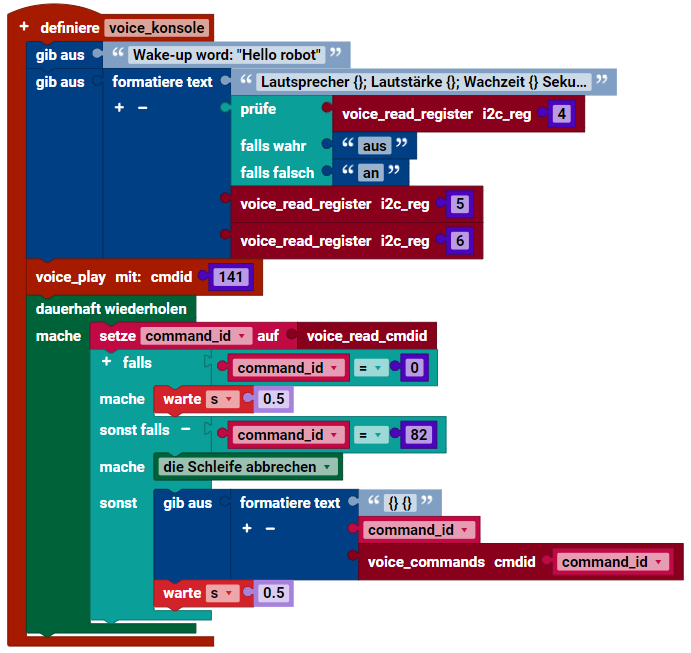 + definiere voice_konsole
gib aus “ Wake-up word: "Hello robot" ”
gib aus formatiere text “ Lautsprecher {}; Lautstärke {}; Wachzeit {} Seku... ”
+ − prüfe voice_read_register i2c_reg 4
falls wahr “ aus ”
falls falsch “ an ”
voice_read_register i2c_reg 5
voice_read_register i2c_reg 6
voice_play mit: cmdid 141
dauerhaft wiederholen
mache setze command_id auf voice_read_cmdid
+ falls command_id = 0
mache warte s 0.5
sonst falls − command_id = 82
mache die Schleife abbrechen
sonst gib aus formatiere text “ {} {} ”
+ − command_id
voice_commands cmdid command_id
warte s 0.5